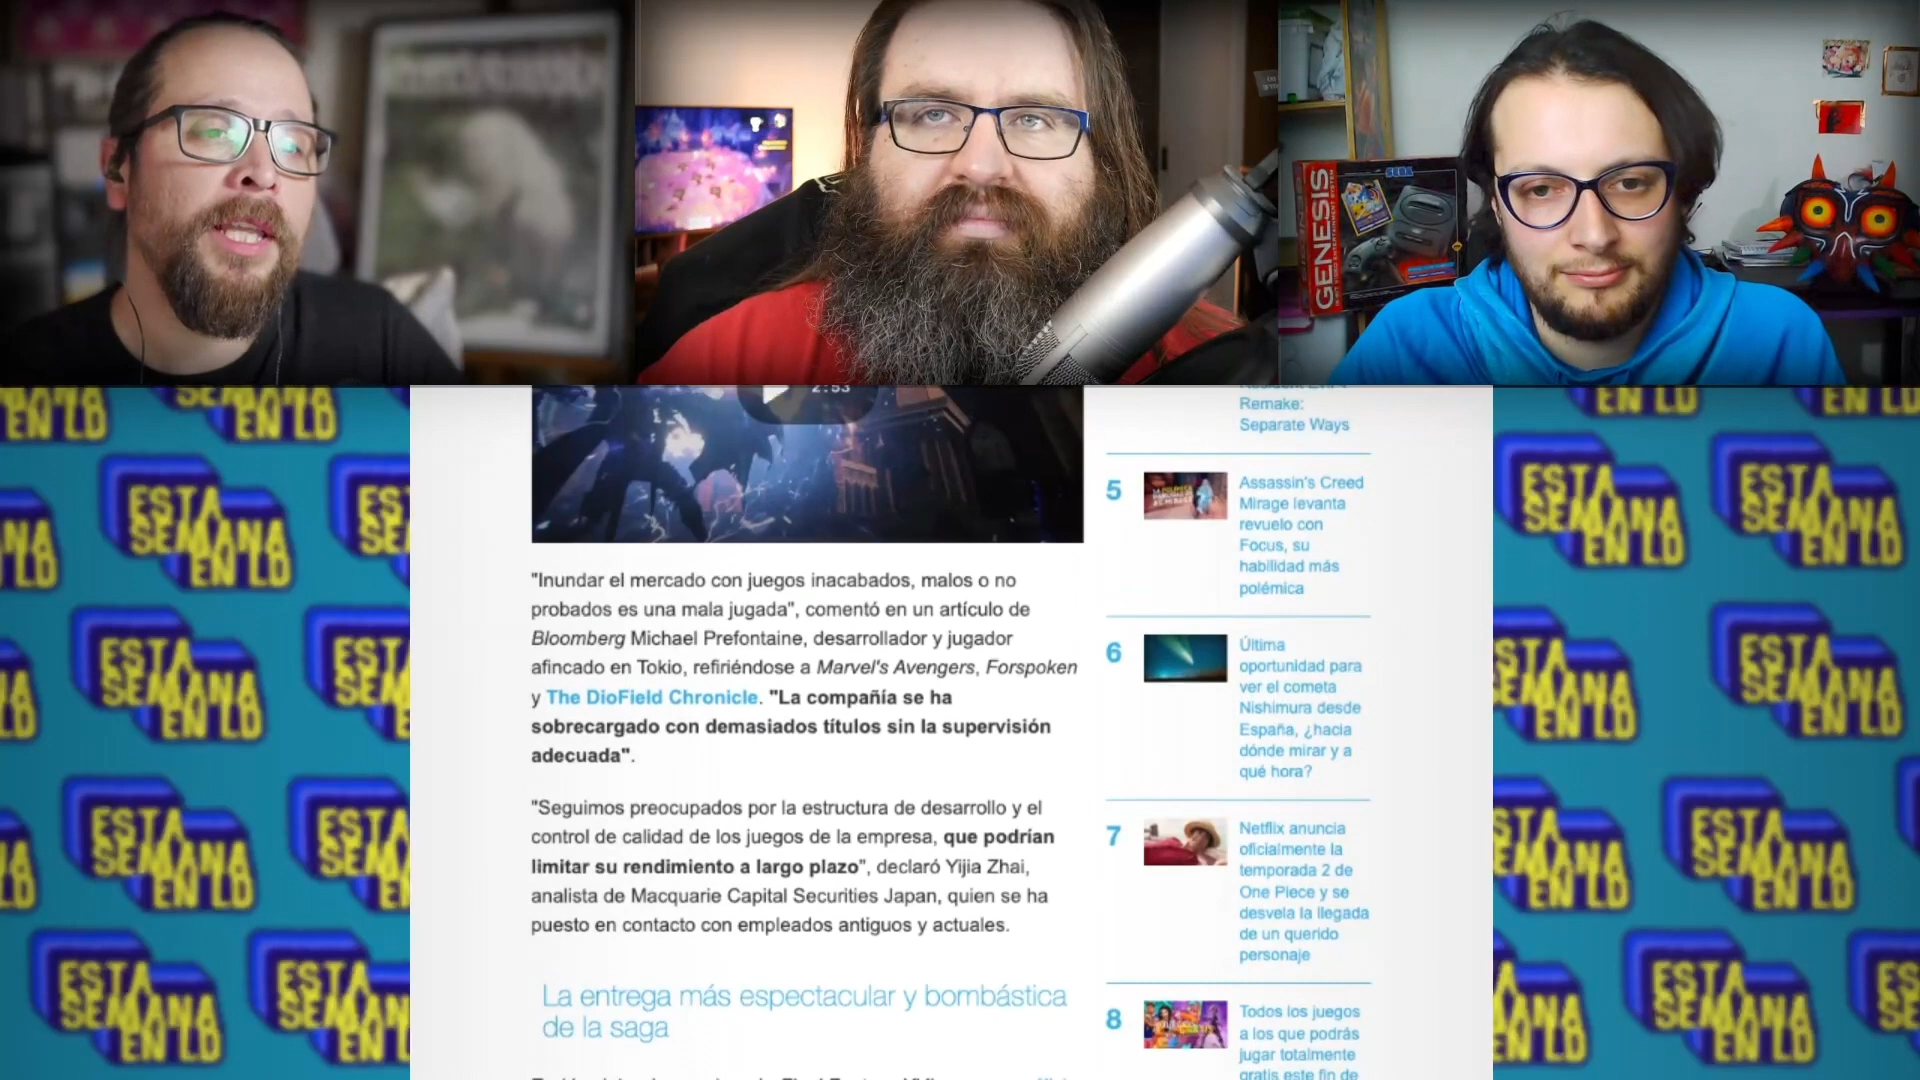 SEGA
GENESIS
2:53
"Inundar el mercado con juegos inacabados, malos o no
probados es una mala jugada", comentó en un artículo de
Bloomberg Michael Prefontaine, desarrollador y jugador
afincado en Tokio, refiriéndose a Marvel's Avengers, Forspoken
y The DioField Chronicle. "La compañía se ha
sobrecargado con demasiados títulos sin la supervisión
adecuada".
"Seguimos preocupados por la estructura de desarrollo y el
control de calidad de los juegos de la empresa, que podrían
limitar su rendimiento a largo plazo", declaró Yijia Zhai,
analista de Macquarie Capital Securities Japan, quien se ha
puesto en contacto con empleados antiguos y actuales.
La entrega más espectacular y bombástica
de la saga
Remake:
Separate Ways
5
Assassin's Creed
Mirage levanta
revuelo con
Focus, su
habilidad más
polémica
6
Última
oportunidad para
ver el cometa
Nishimura desde
España, ¿hacia
dónde mirar y a
qué hora?
7
Netflix anuncia
oficialmente la
temporada 2 de
One Piece y se
desvela la llegada
de un querido
personaje
8
Todos los juegos
a los que podrás
jugar totalmente
gratis este fin de
ESTA
SEMANA
EN LD